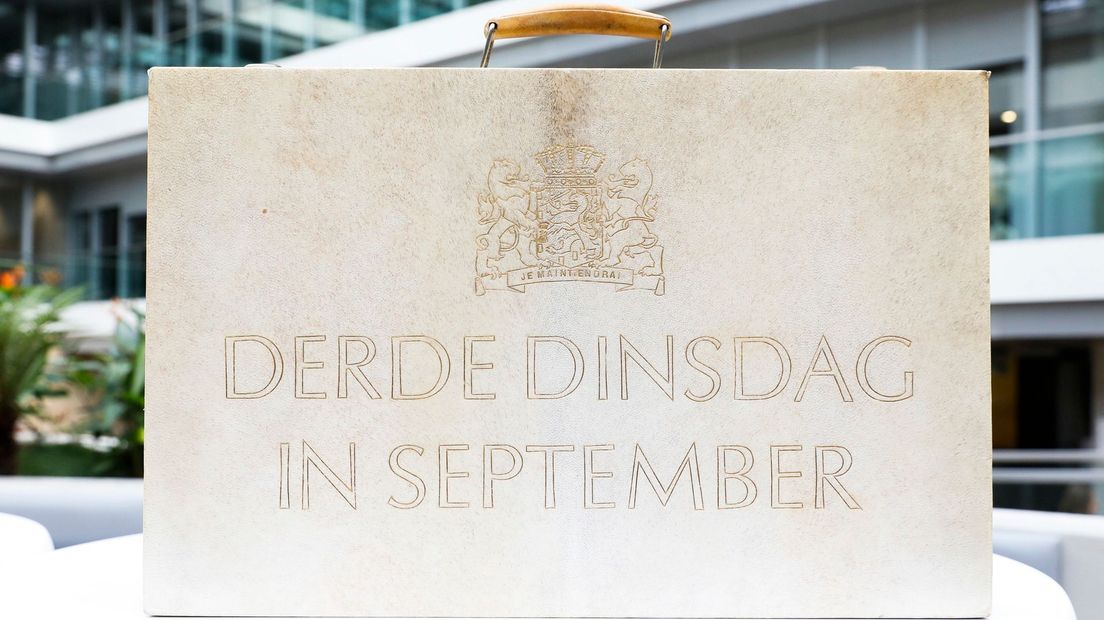 JE MAINTIENDRAI
DERDE DINSDAG
IN SEPTEMBER